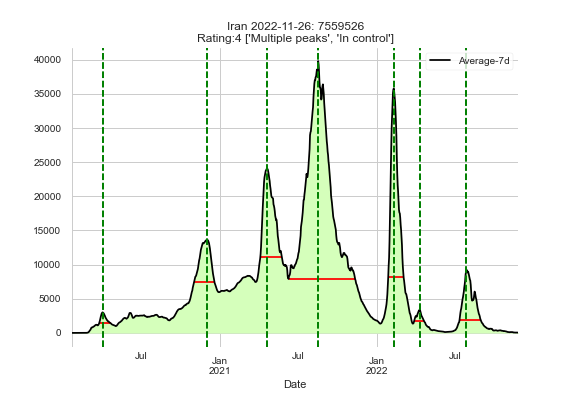 Iran 2022-11-26: 7559526
Rating:4 ['Multiple peaks', 'In control']
Average-7d
40000
35000
30000
25000
20000
15000
10000
5000
0
Jul
Jan
2021
Jul
Jan
2022
Jul
Date